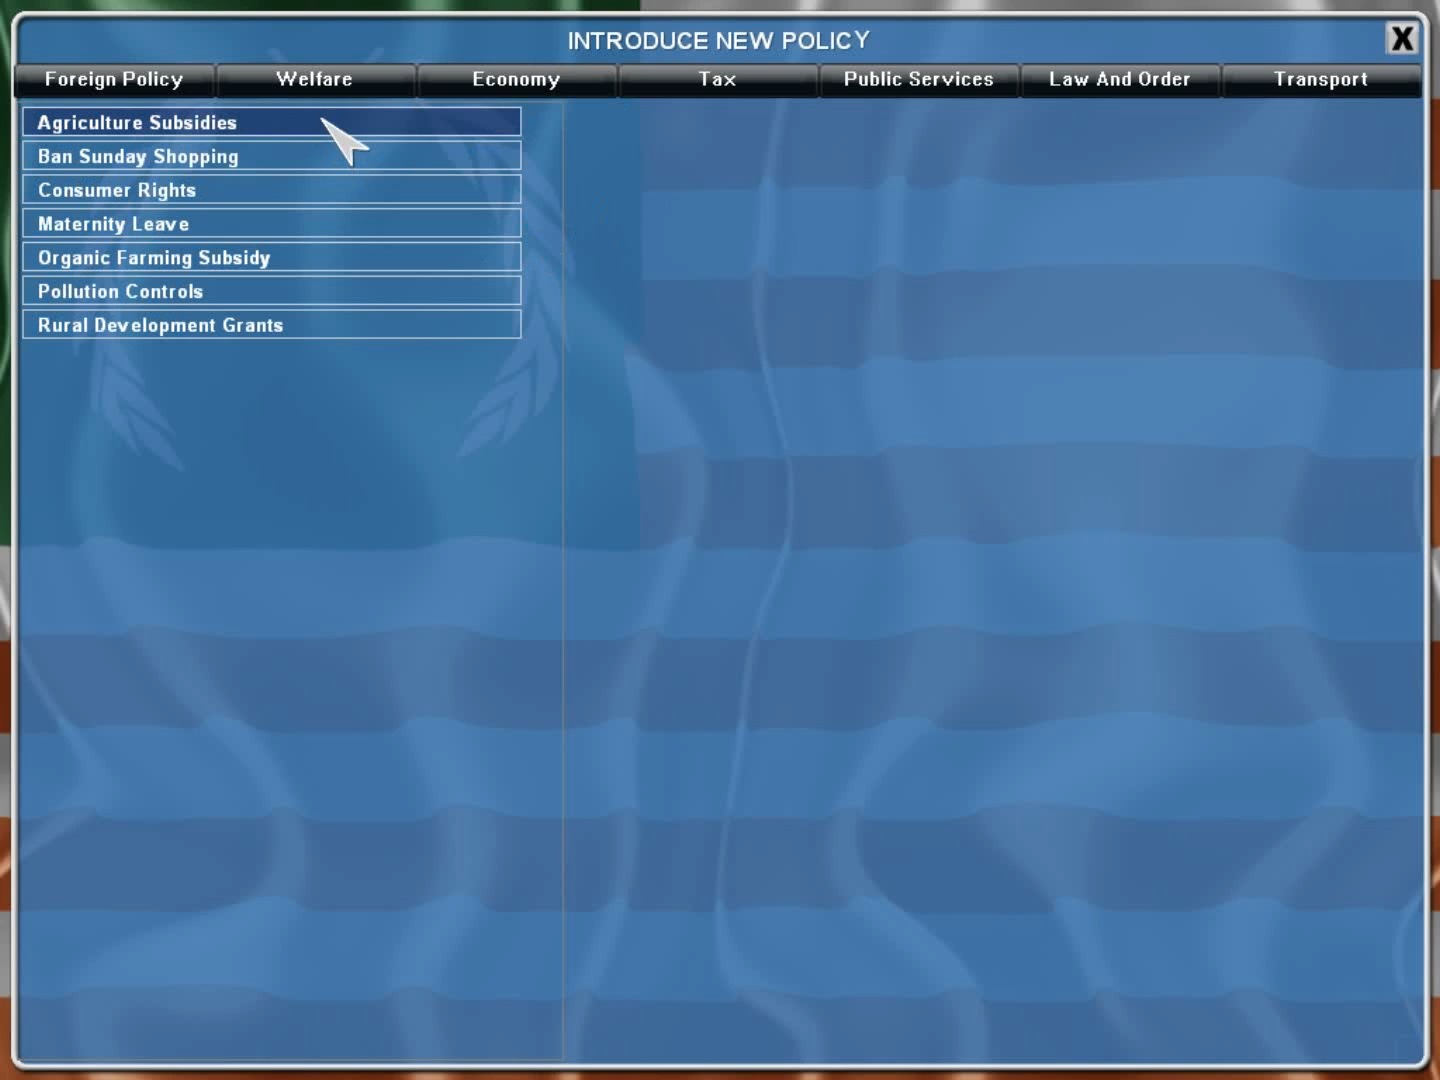 INTRODUCE NEW POLICY
X
Foreign Policy Welfare Economy Tax Public Services Law And Order Transport
Agriculture Subsidies
Ban Sunday Shopping
Consumer Rights
Maternity Leave
Organic Farming Subsidy
Pollution Controls
Rural Development Grants